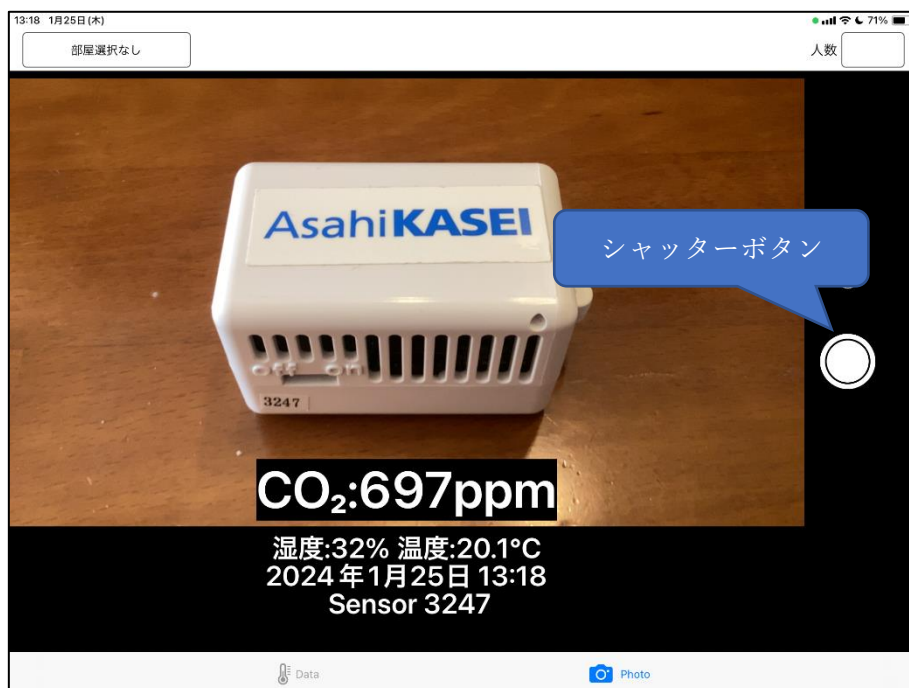 13:18 1月25日(木)
71%
部屋選択なし
人数
AsahiKASEI
シャッターボタン
off on
3247
CO₂:697ppm
湿度:32% 温度:20.1°C
2024年1月25日 13:18
Sensor 3247
Data
Photo